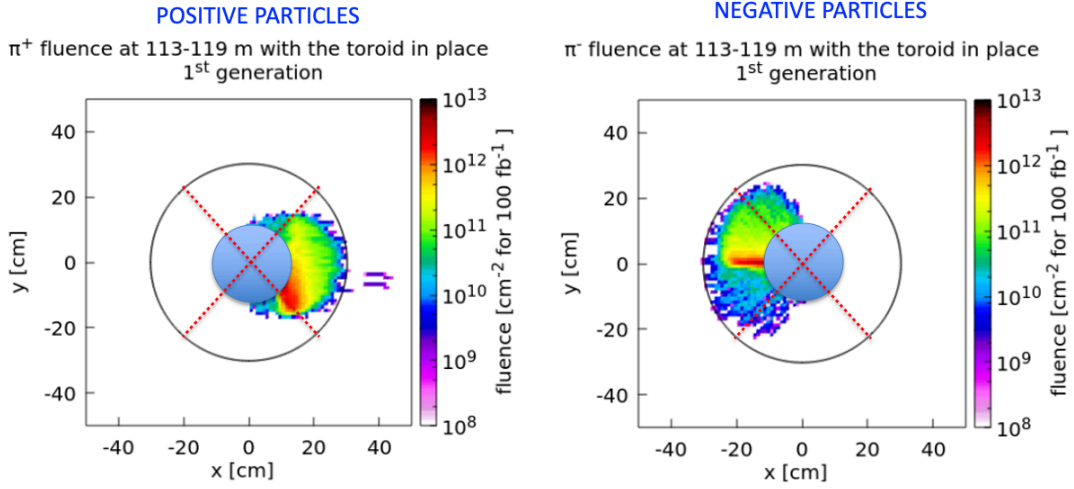 POSITIVE PARTICLES
π⁺ fluence at 113-119 m with the toroid in place
1ˢᵗ generation
40
20
0
-20
-40
y [cm]
-40 -20 0 20 40
x [cm]
10¹³
10¹²
10¹¹
10¹⁰
10⁹
10⁸
fluence [cm⁻² for 100 fb⁻¹ ]
NEGATIVE PARTICLES
π⁻ fluence at 113-119 m with the toroid in place
1ˢᵗ generation
40
20
0
-20
-40
y [cm]
-40 -20 0 20 40
x [cm]
10¹³
10¹²
10¹¹
10¹⁰
10⁹
10⁸
fluence [cm⁻² for 100 fb⁻¹ ]